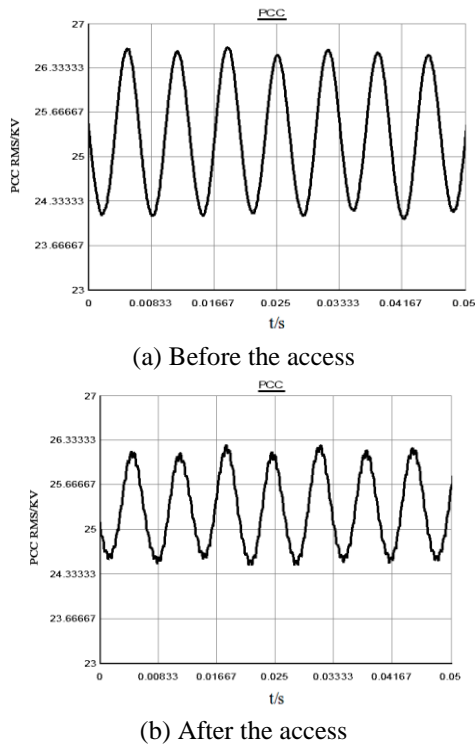 PCC
27
26.33333
25.66667
25
24.33333
23.66667
23
PCC RMS/KV
0 0.00833 0.01667 0.025 0.03333 0.04167 0.05
t/s
(a) Before the access
PCC
27
26.33333
25.66667
25
24.33333
23.66667
23
PCC RMS/KV
0 0.00833 0.01667 0.025 0.03333 0.04167 0.05
t/s
(b) After the access